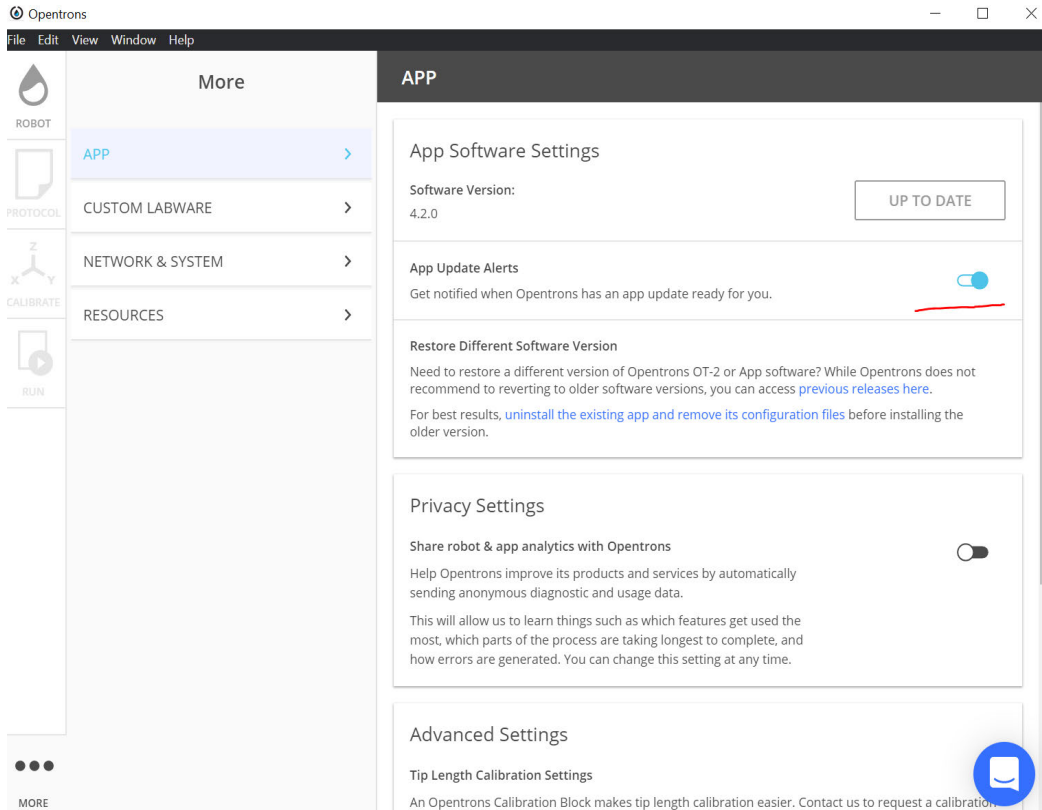 Opentrons
File Edit View Window Help
ROBOT
PROTOCOL
Z
X Y
CALIBRATE
RUN
MORE
More
APP
CUSTOM LABWARE
NETWORK & SYSTEM
RESOURCES
APP
App Software Settings
Software Version:
4.2.0
UP TO DATE
App Update Alerts
Get notified when Opentrons has an app update ready for you.
Restore Different Software Version
Need to restore a different version of Opentrons OT-2 or App software? While Opentrons does not
recommend to reverting to older software versions, you can access previous releases here.
For best results, uninstall the existing app and remove its configuration files before installing the
older version.
Privacy Settings
Share robot & app analytics with Opentrons
Help Opentrons improve its products and services by automatically
sending anonymous diagnostic and usage data.
This will allow us to learn things such as which features get used the
most, which parts of the process are taking longest to complete, and
how errors are generated. You can change this setting at any time.
Advanced Settings
Tip Length Calibration Settings
An Opentrons Calibration Block makes tip length calibration easier. Contact us to request a calibration